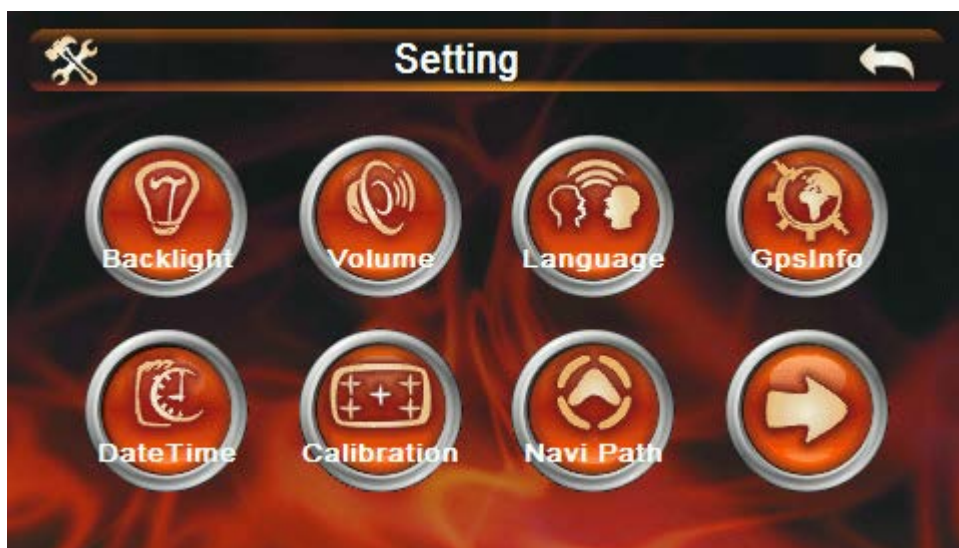 Setting
Backlight
Volume
Language
GpsInfo
DateTime
Calibration
Navi Path